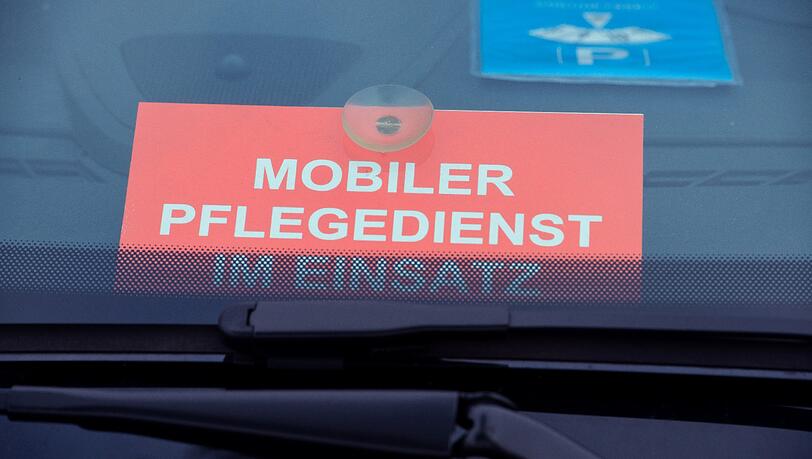 P
MOBILER
PFLEGEDIENST
IM EINSATZ